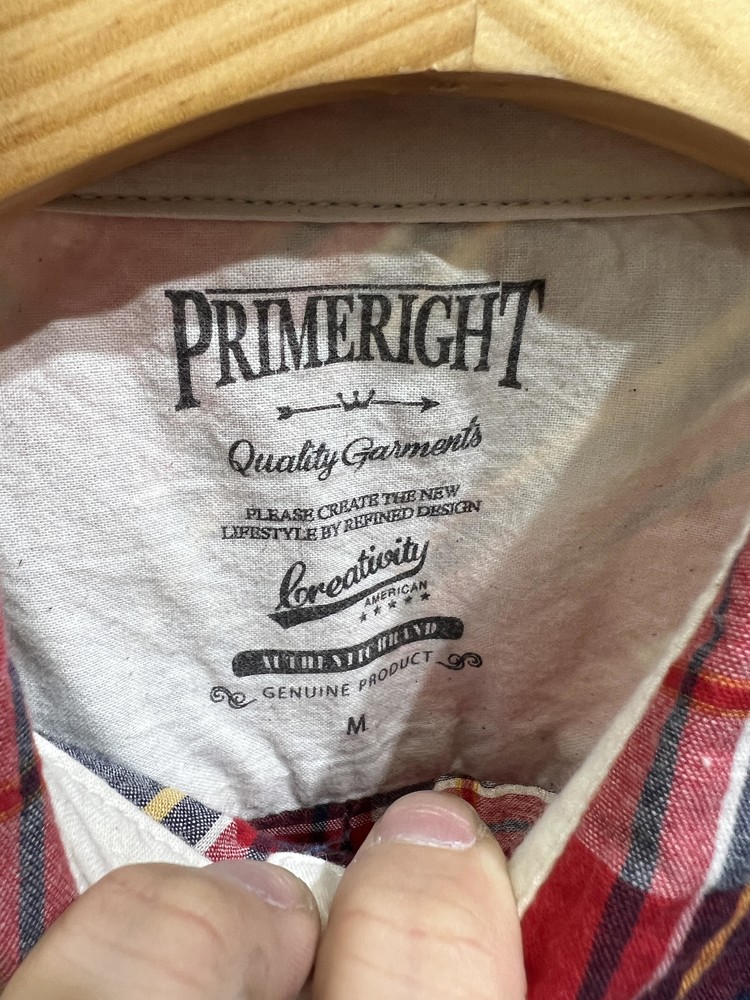 PRIMERIGHT
Quality Garments
PLEASE CREATE THE NEW
LIFESTYLE BY REFINED DESIGN
Creativity
AMERICAN
AUTHENTIC BRAND
GENUINE PRODUCT
M